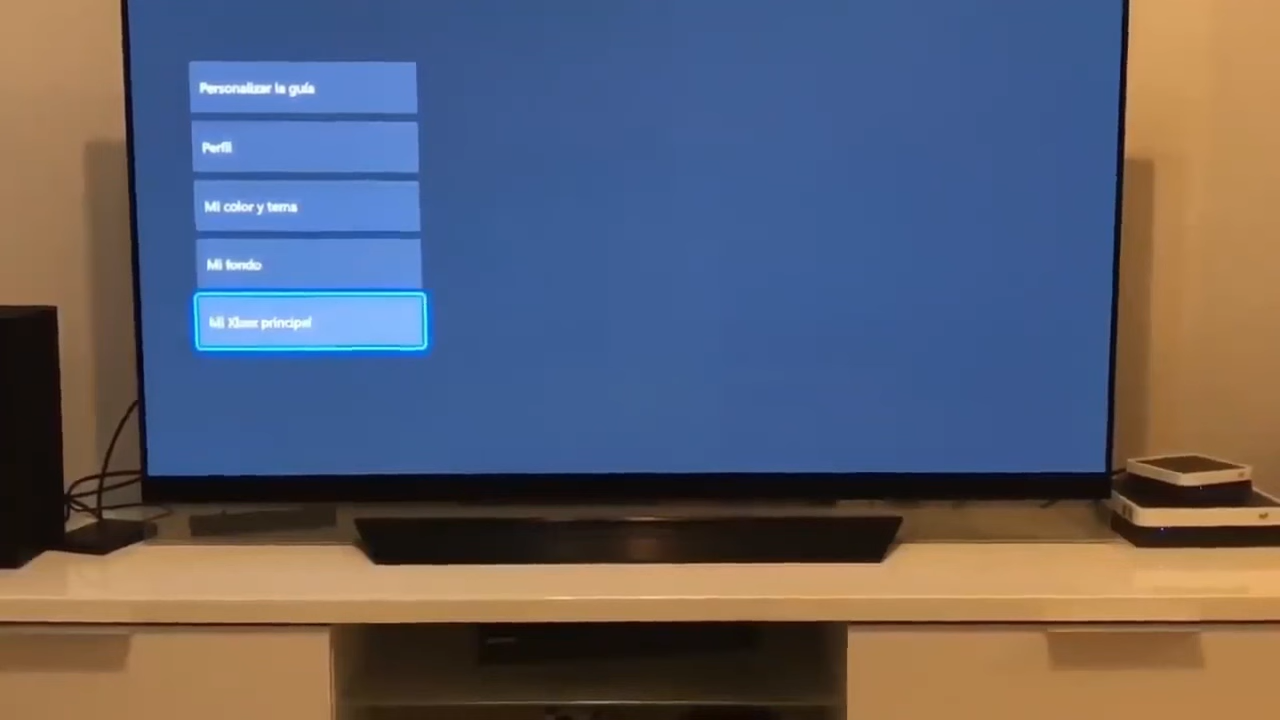 Personalizar la guía
Perfil
Mi color y tema
Mi fondo
Mi Xbox principal